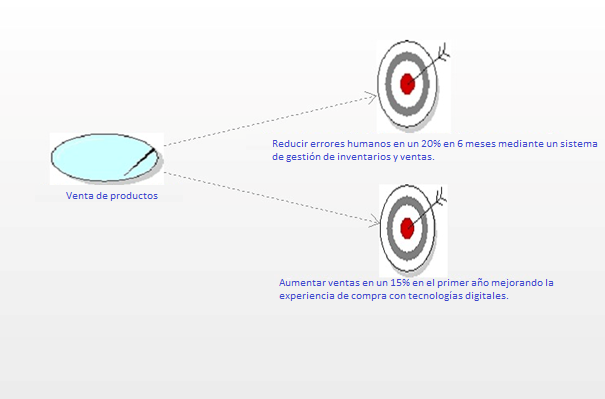 Reducir errores humanos en un 20% en 6 meses mediante un sistema
de gestión de inventarios y ventas.
Venta de productos
Aumentar ventas en un 15% en el primer año mejorando la
experiencia de compra con tecnologías digitales.